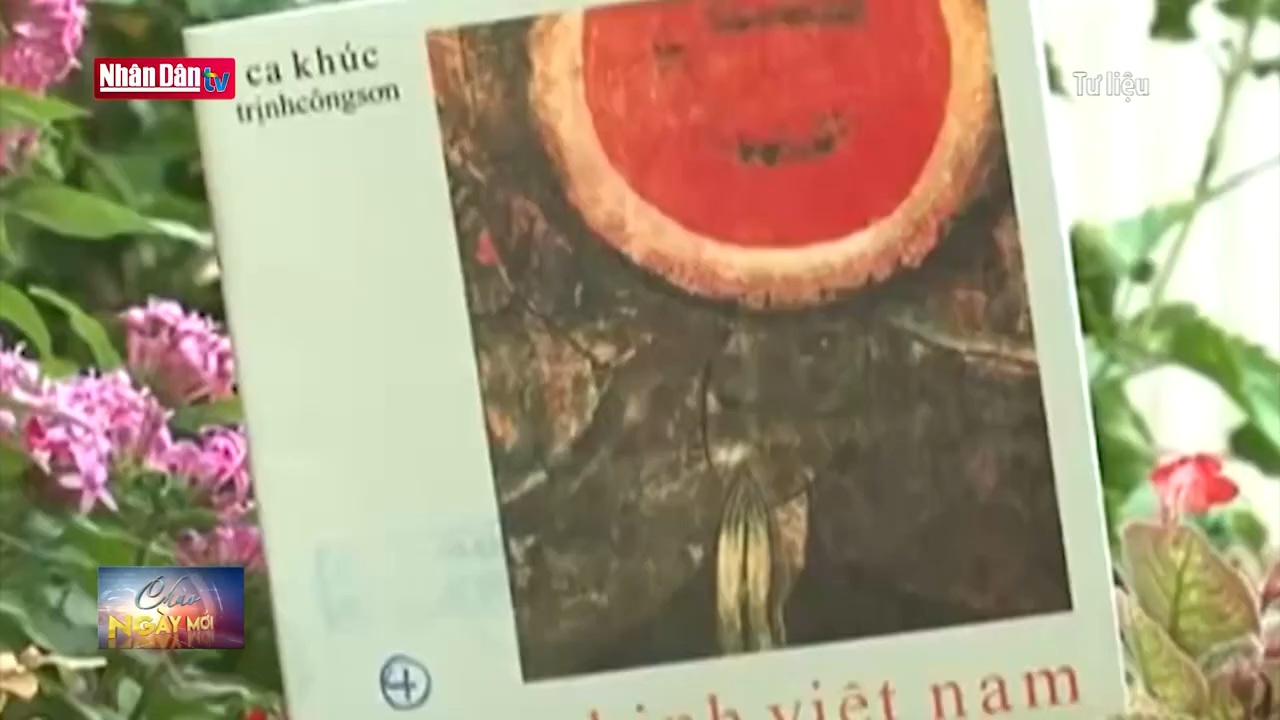 Nhân Dân tv
ca khúc
trịnhcôngsơn
Tư liệu
Chào
NGÀY MỚI
việt nam